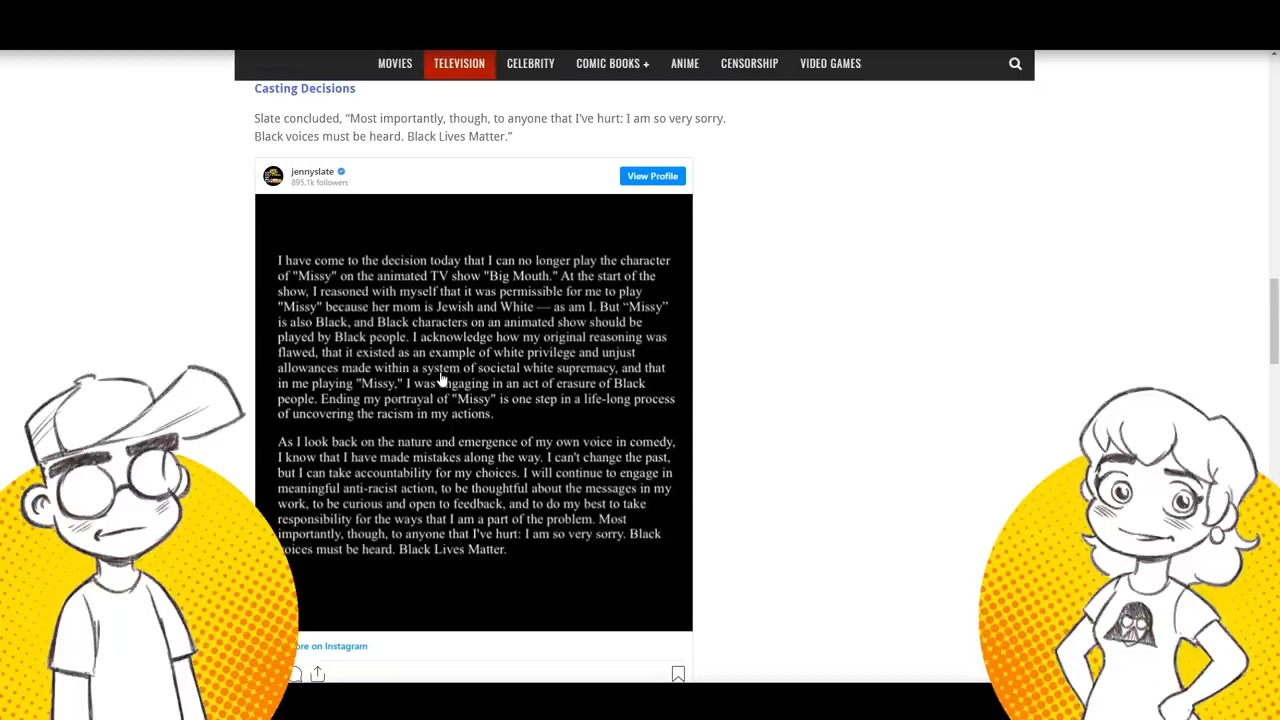 MOVIES TELEVISION CELEBRITY COMIC BOOKS + ANIME CENSORSHIP VIDEO GAMES
Casting Decisions
Slate concluded, “Most importantly, though, to anyone that I've hurt: I am so very sorry.
Black voices must be heard. Black Lives Matter.”
jennyslate
895.1k followers
View Profile
I have come to the decision today that I can no longer play the character
of "Missy" on the animated TV show "Big Mouth." At the start of the
show, I reasoned with myself that it was permissible for me to play
"Missy" because her mom is Jewish and White — as am I. But “Missy”
is also Black, and Black characters on an animated show should be
played by Black people. I acknowledge how my original reasoning was
flawed, that it existed as an example of white privilege and unjust
allowances made within a system of societal white supremacy, and that
in me playing "Missy," I was engaging in an act of erasure of Black
people. Ending my portrayal of "Missy" is one step in a life-long process
of uncovering the racism in my actions.
As I look back on the nature and emergence of my own voice in comedy,
I know that I have made mistakes along the way. I can't change the past,
but I can take accountability for my choices. I will continue to engage in
meaningful anti-racist action, to be thoughtful about the messages in my
work, to be curious and open to feedback, and to do my best to take
responsibility for the ways that I am a part of the problem. Most
importantly, though, to anyone that I've hurt: I am so very sorry. Black
voices must be heard. Black Lives Matter.
on Instagram